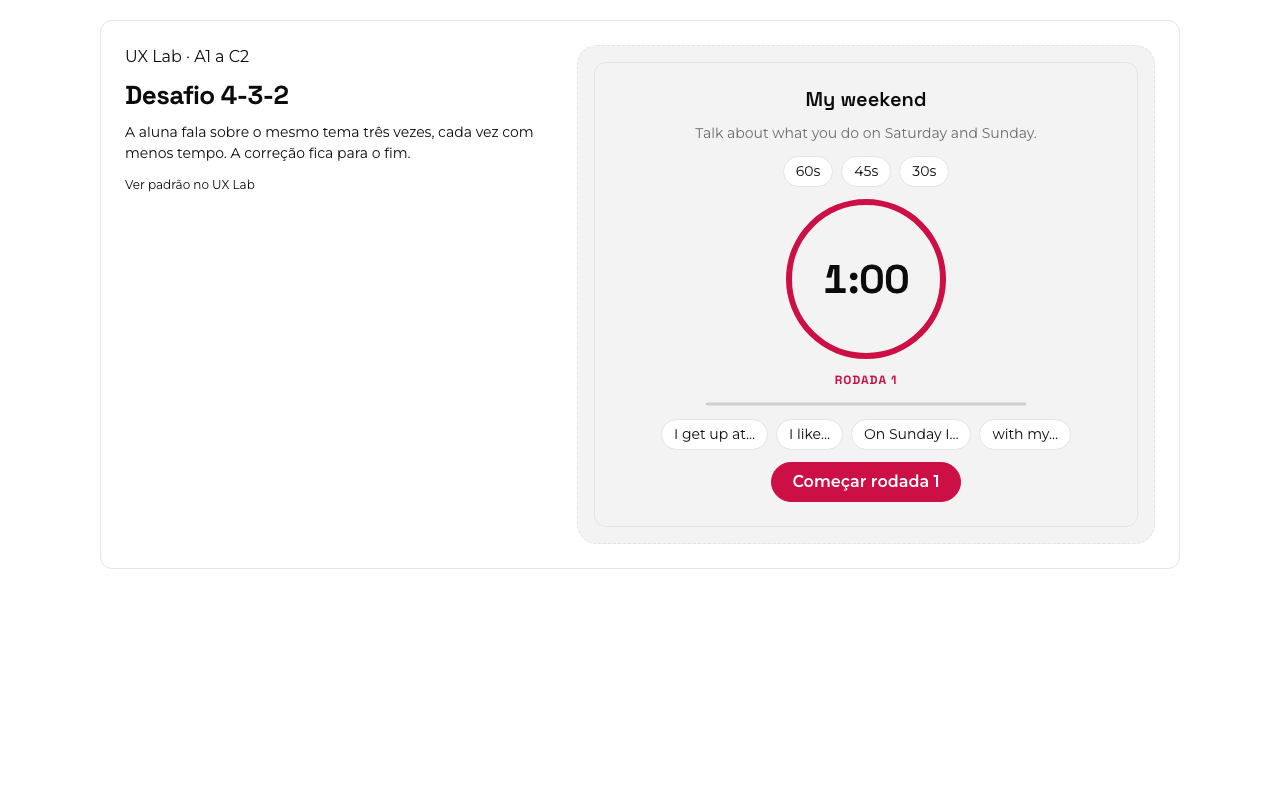 UX Lab · A1 a C2
Desafio 4-3-2
A aluna fala sobre o mesmo tema três vezes, cada vez com
menos tempo. A correção fica para o fim.
Ver padrão no UX Lab
My weekend
Talk about what you do on Saturday and Sunday.
60s 45s 30s
1:00
RODADA 1
I get up at... I like... On Sunday I... with my...
Começar rodada 1